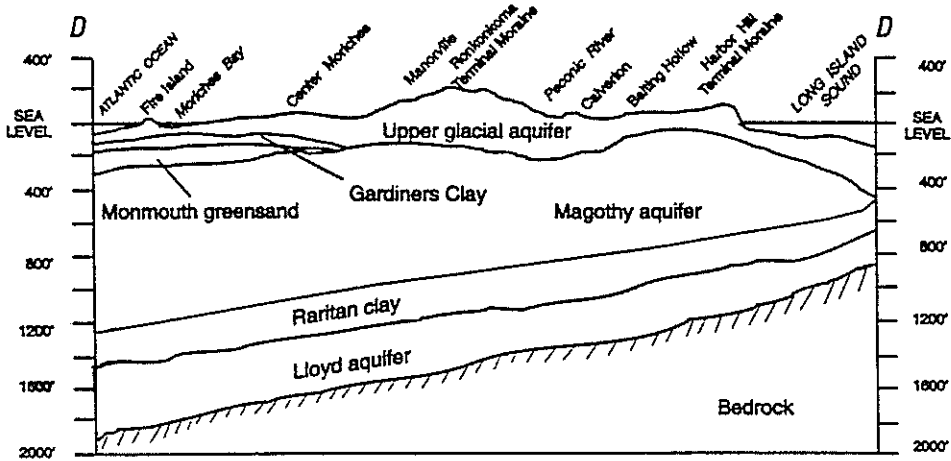 D
D
400'
ATLANTIC OCEAN
Fire Island
Moriches Bay
Center Moriches
Manorville
Ronkonkoma
Terminal Moraine
Peconic River
Calverton
Baiting Hollow
Harbor Hill
Terminal Moraine
LONG ISLAND
SOUND
400'
SEA
LEVEL
SEA
LEVEL
Upper glacial aquifer
Gardiners Clay
Monmouth greensand
Magothy aquifer
400'
400'
800'
800'
Raritan clay
1200'
1200'
Lloyd aquifer
1600'
1600'
Bedrock
2000'
2000'